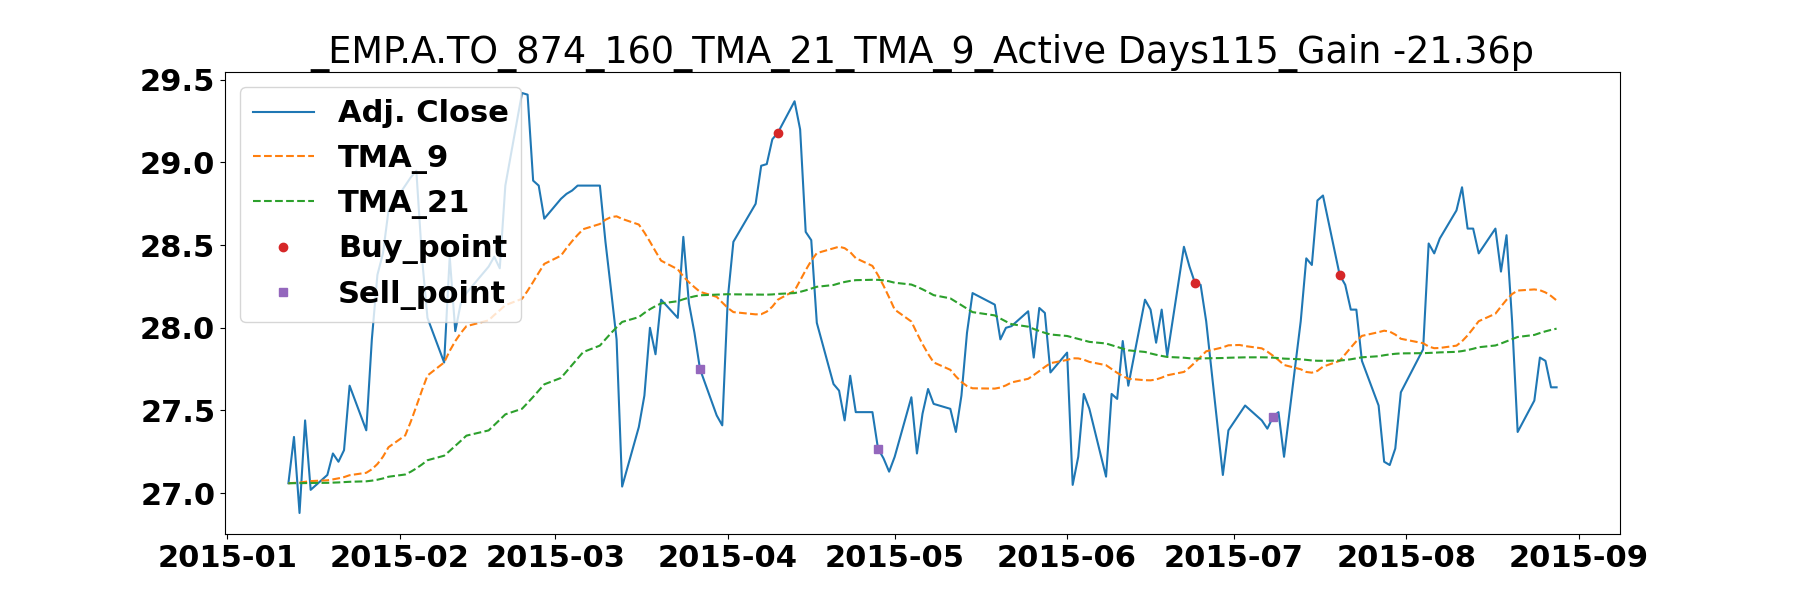 _EMP.A.TO_874_160_TMA_21_TMA_9_Active Days115_Gain -21.36p
29.5
29.0
28.5
28.0
27.5
27.0
Adj. Close
TMA_9
TMA_21
Buy_point
Sell_point
2015-01 2015-02 2015-03 2015-04 2015-05 2015-06 2015-07 2015-08 2015-09